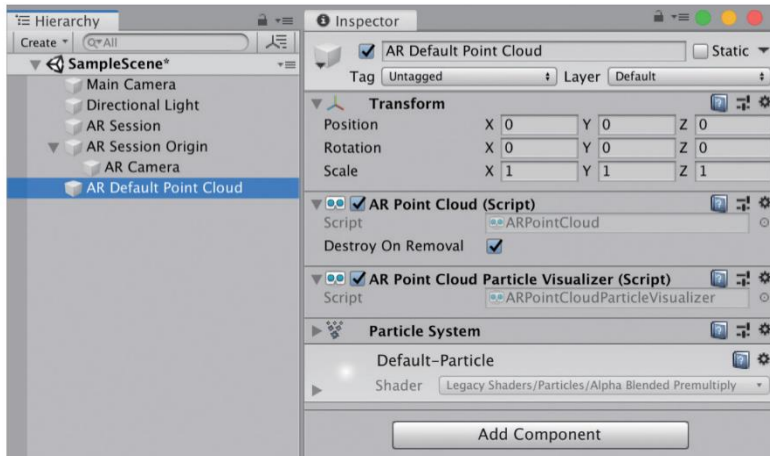 Hierarchy
Create
All
SampleScene*
Main Camera
Directional Light
AR Session
AR Session Origin
AR Camera
AR Default Point Cloud
Inspector
AR Default Point Cloud
Static
Tag Untagged Layer Default
Transform
Position X 0 Y 0 Z 0
Rotation X 0 Y 0 Z 0
Scale X 1 Y 1 Z 1
AR Point Cloud (Script)
Script ARPointCloud
Destroy On Removal
AR Point Cloud Particle Visualizer (Script)
Script ARPointCloudParticleVisualizer
Particle System
Default-Particle
Shader Legacy Shaders/Particles/Alpha Blended Premultiply
Add Component